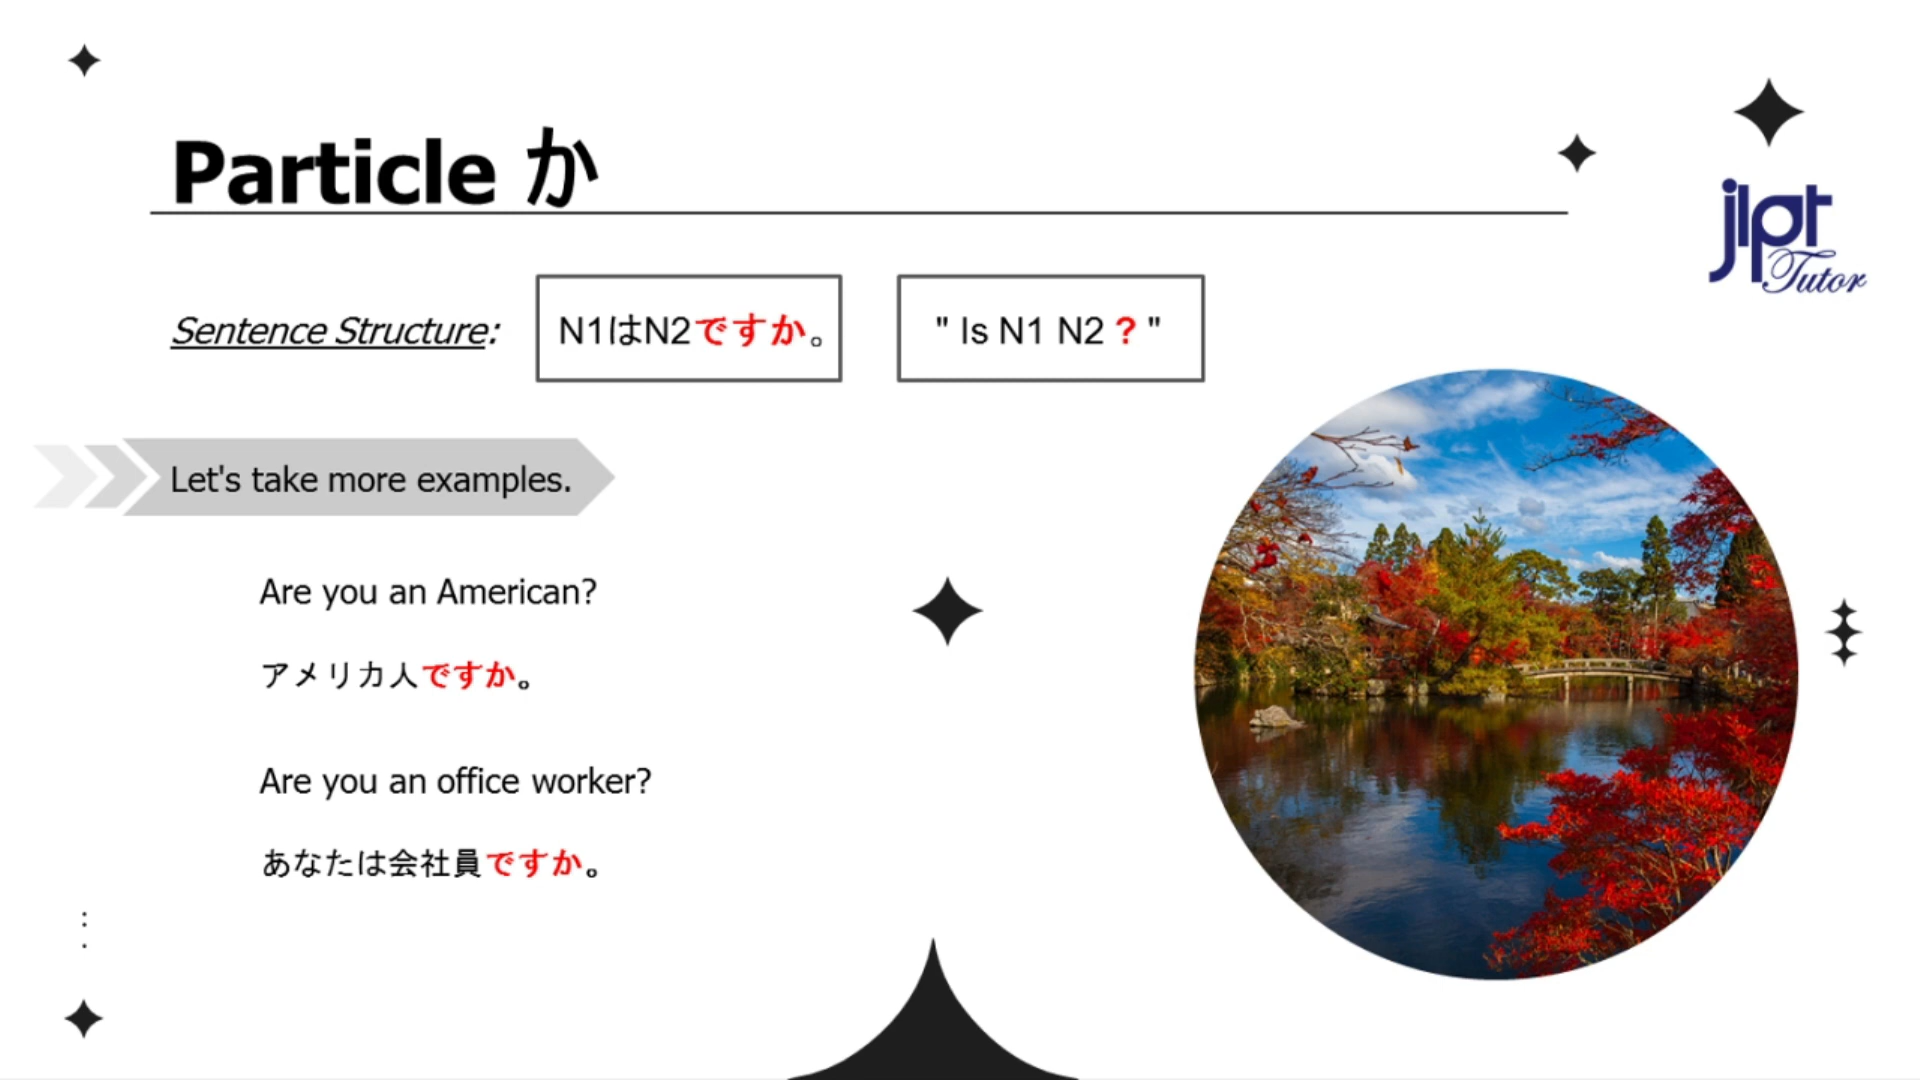 Particle か
jlpt
Tutor
Sentence Structure:
N1はN2ですか。
" Is N1 N2 ? "
Let's take more examples.
Are you an American?
アメリカ人ですか。
Are you an office worker?
あなたは会社員ですか。